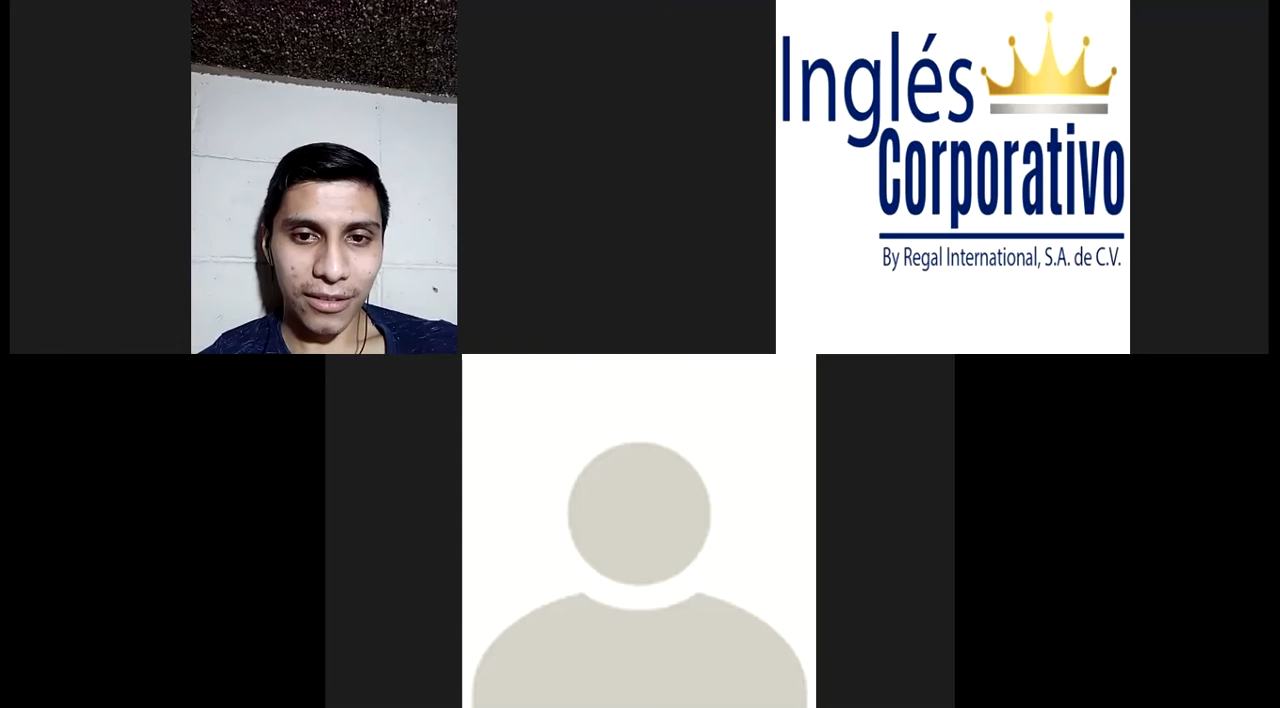 Inglés
Corporativo
By Regal International, S.A. de C.V.